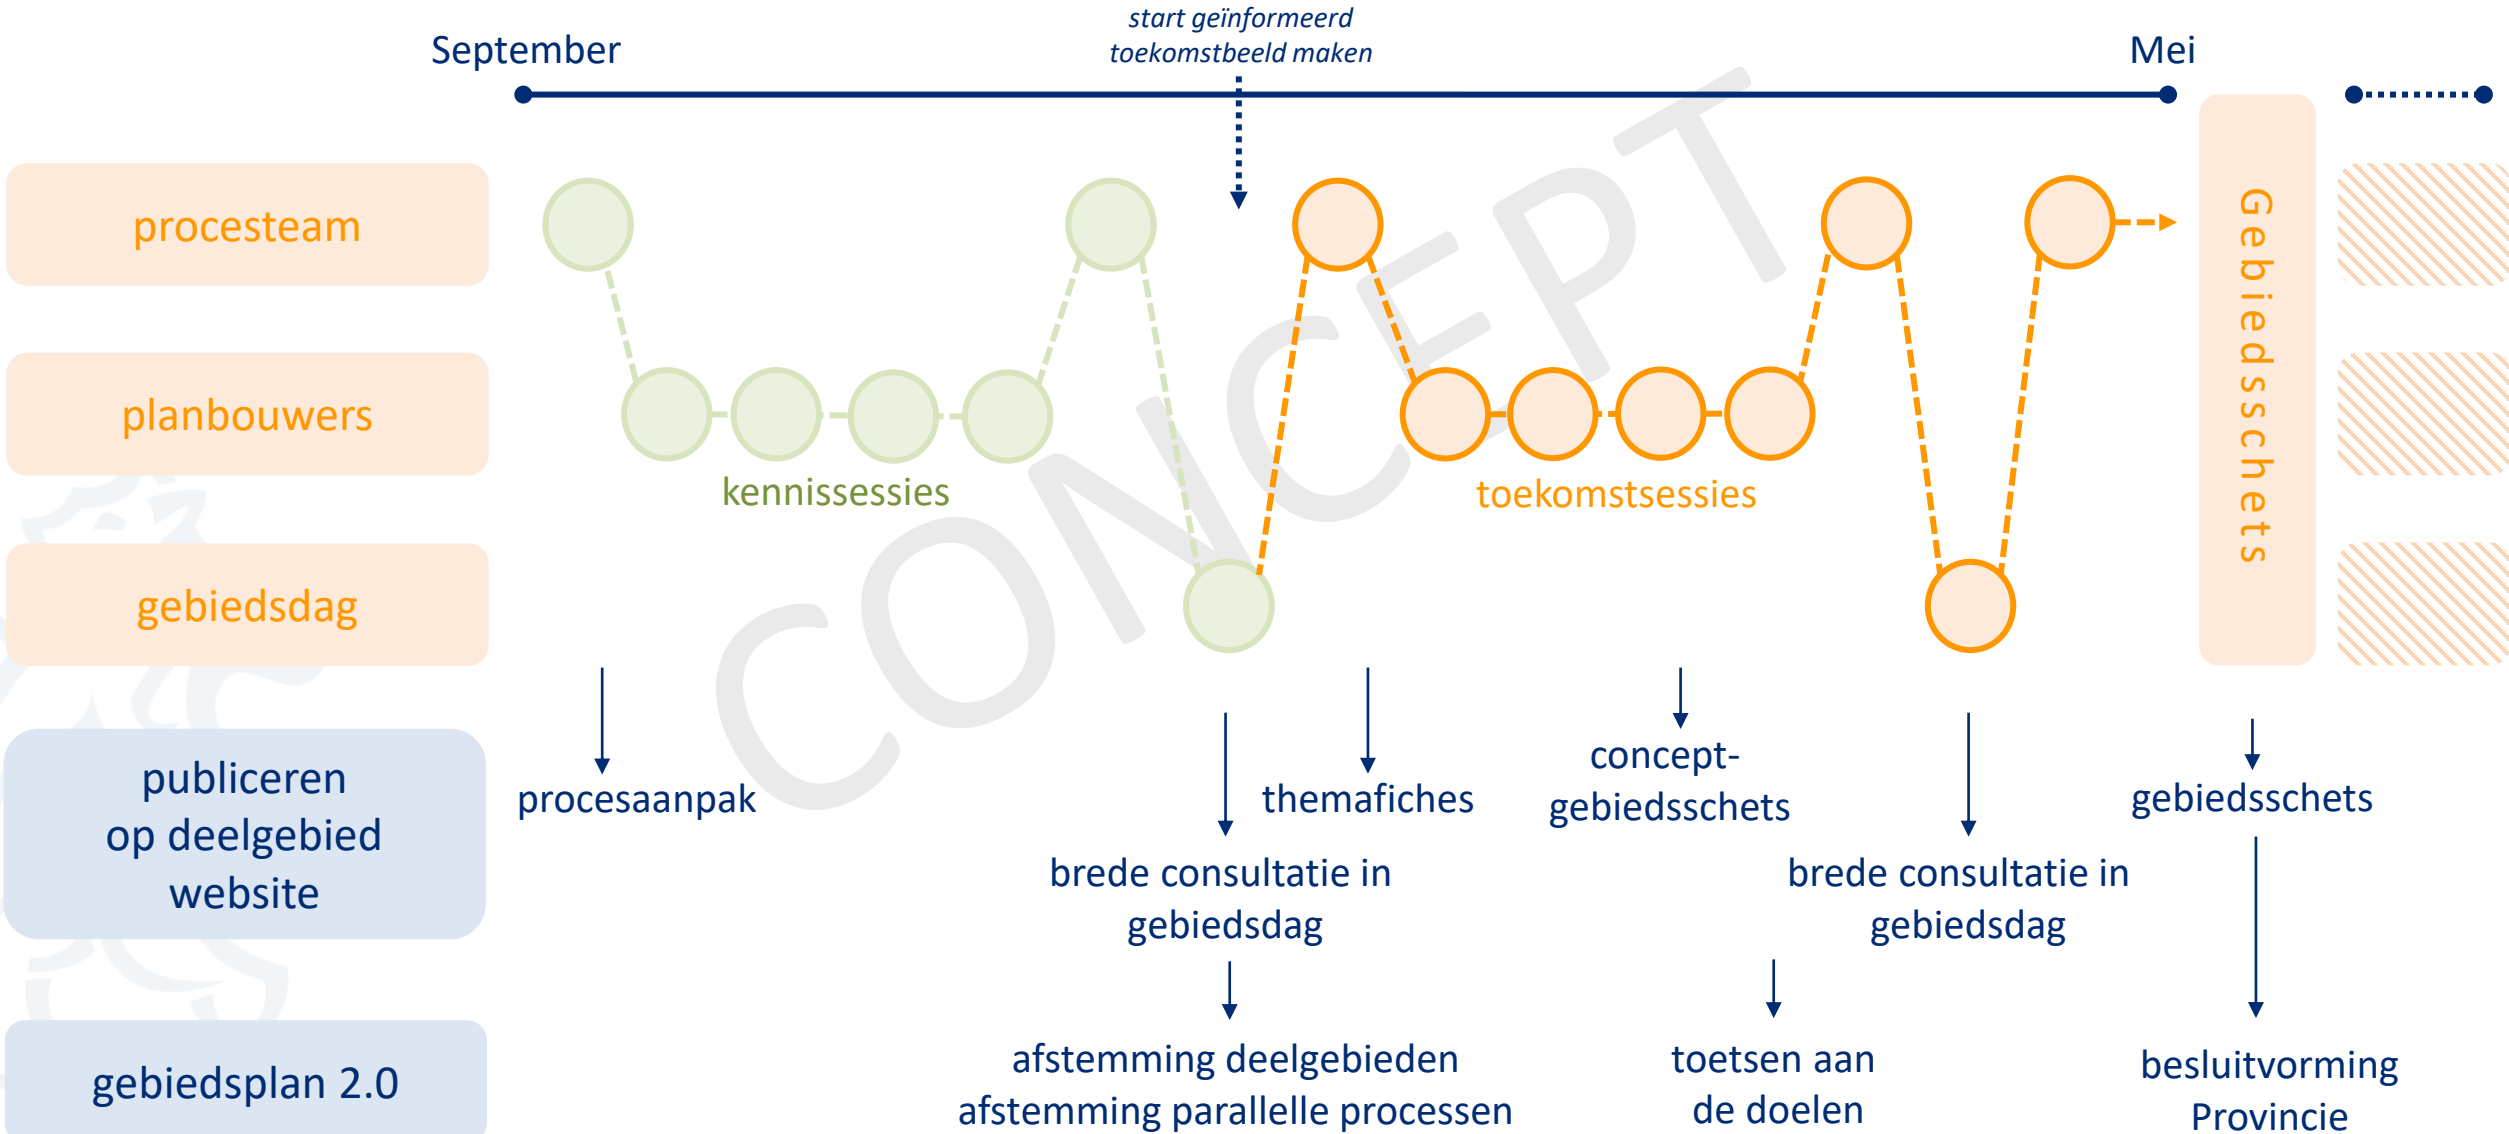 start geïnformeerd
toekomstbeeld maken
September
Mei
procesteam
planbouwers
gebiedsdag
kennissessies
toekomstsessies
Gebiedsschets
CONCEPT
publiceren
op deelgebied
website
procesaanpak
themafiches
concept-
gebiedsschets
gebiedsschets
brede consultatie in
gebiedsdag
brede consultatie in
gebiedsdag
gebiedsplan 2.0
afstemming deelgebieden
afstemming parallelle processen
toetsen aan
de doelen
besluitvorming
Provincie